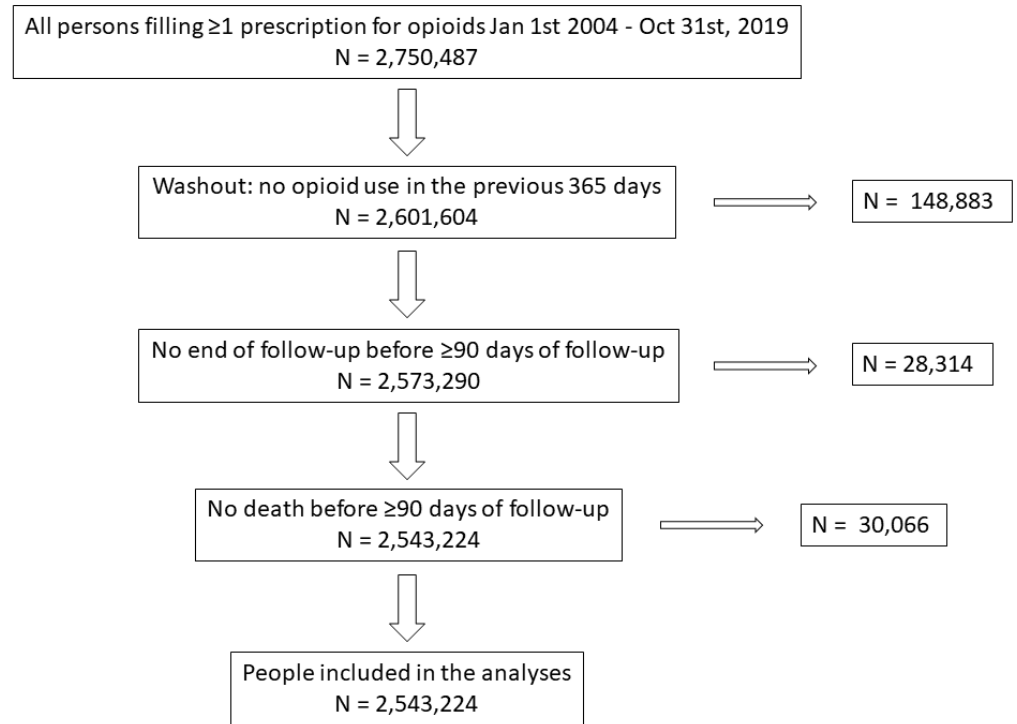 All persons filling ≥1 prescription for opioids Jan 1st 2004 - Oct 31st, 2019
N = 2,750,487
Washout: no opioid use in the previous 365 days
N = 2,601,604
N =  148,883
No end of follow-up before ≥90 days of follow-up
N = 2,573,290
N = 28,314
No death before ≥90 days of follow-up
N = 2,543,224
N =  30,066
People included in the analyses
N = 2,543,224